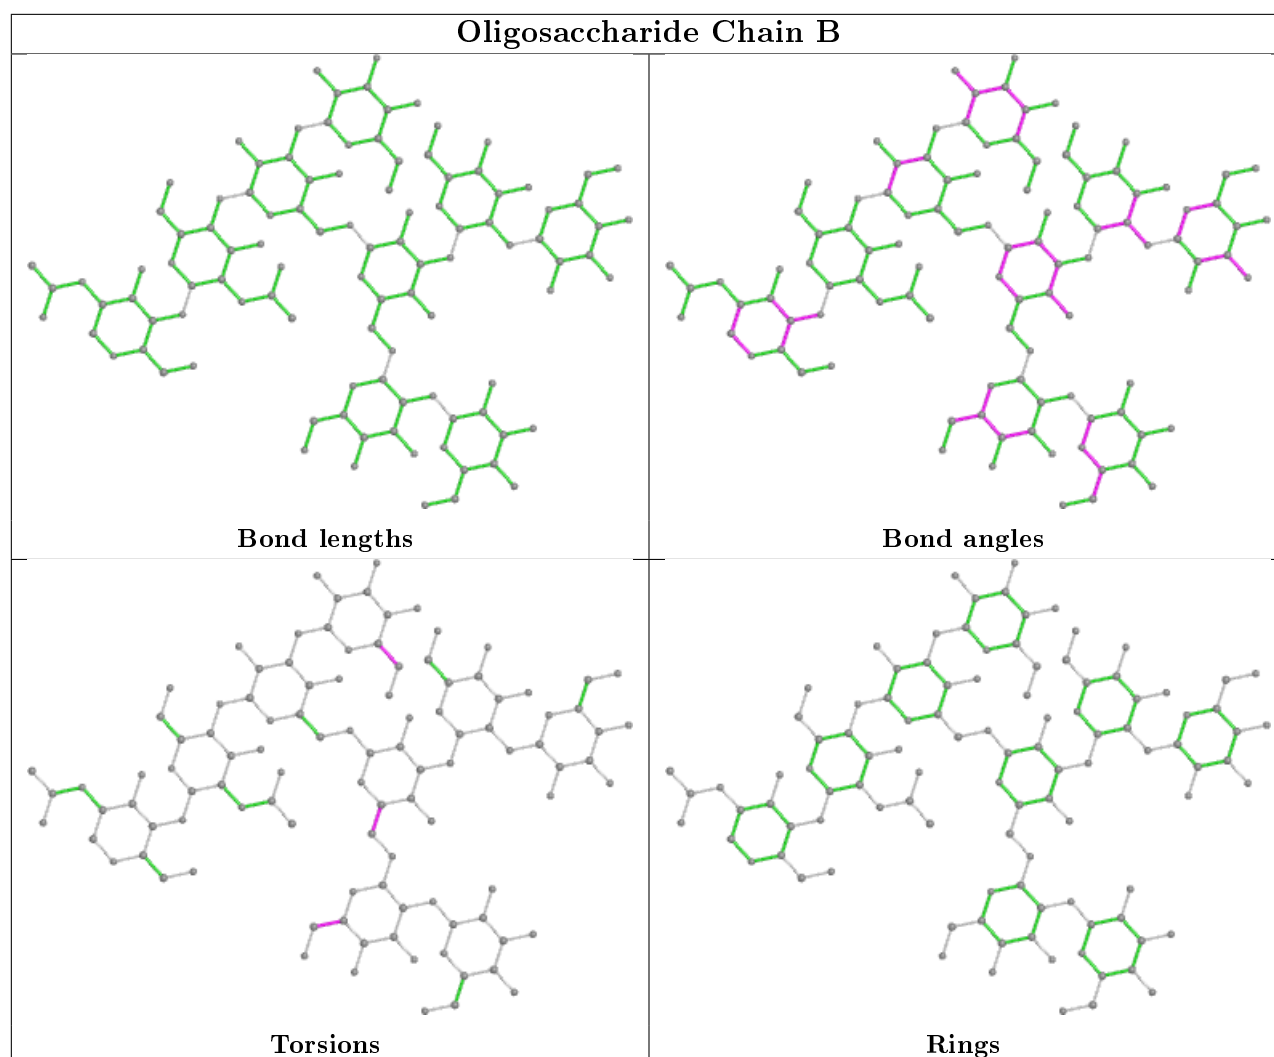 Oligosaccharide Chain B
Bond lengths
Bond angles
Torsions
Rings